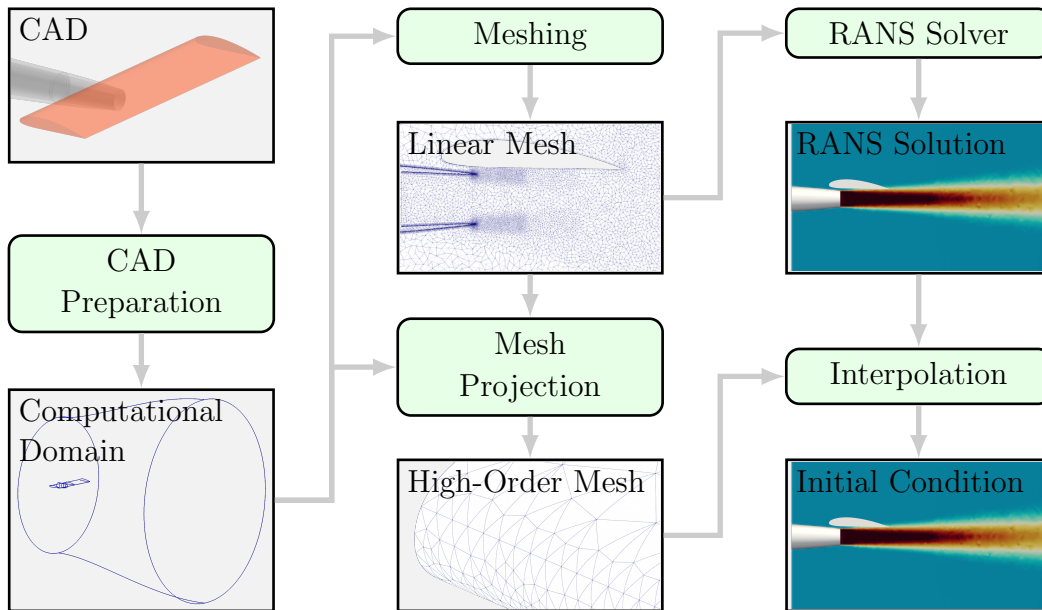 CAD
CAD
Preparation
Computational
Domain
Meshing
Linear Mesh
Mesh
Projection
High-Order Mesh
RANS Solver
RANS Solution
Interpolation
Initial Condition